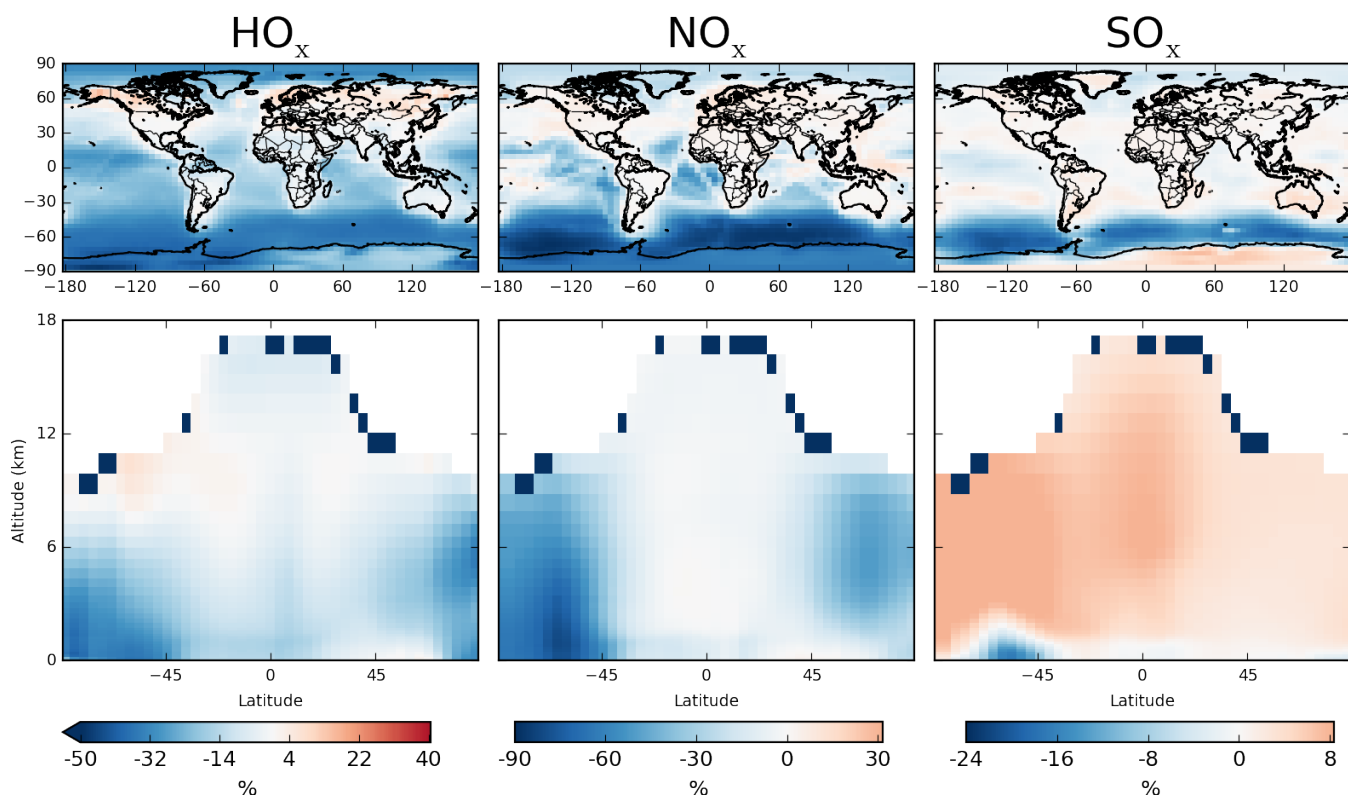 HOx NOx SOx
90
60
30
0
−30
−60
−90
−180 −120 −60 0 60 120 −180 −120 −60 0 60 120 −180 −120 −60 0 60 120
18
12
6
0
Altitude (km)
−45 0 45 −45 0 45 −45 0 45
Latitude Latitude Latitude
-50 -32 -14 4 22 40 -90 -60 -30 0 30 -24 -16 -8 0 8
% % %